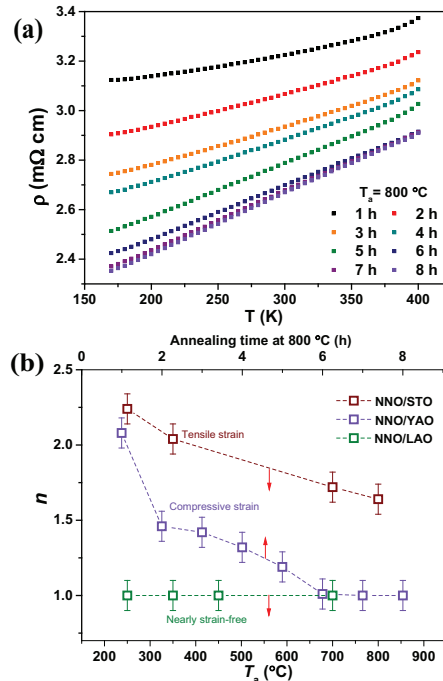 (a)
3.4
3.2
3.0
2.8
2.6
2.4
ρ (mΩ cm)
Tₐ= 800 ºC
1 h 2 h
3 h 4 h
5 h 6 h
7 h 8 h
200 250 300 350 400
T (K)
Annealing time at 800 ºC (h)
0 2 4 6 8
(b)
2.5
2.0
1.5
1.0
n
NNO/STO
NNO/YAO
NNO/LAO
Tensile strain
Compressive strain
Nearly strain-free
200 300 400 500 600 700 800 900
Tₐ (ºC)